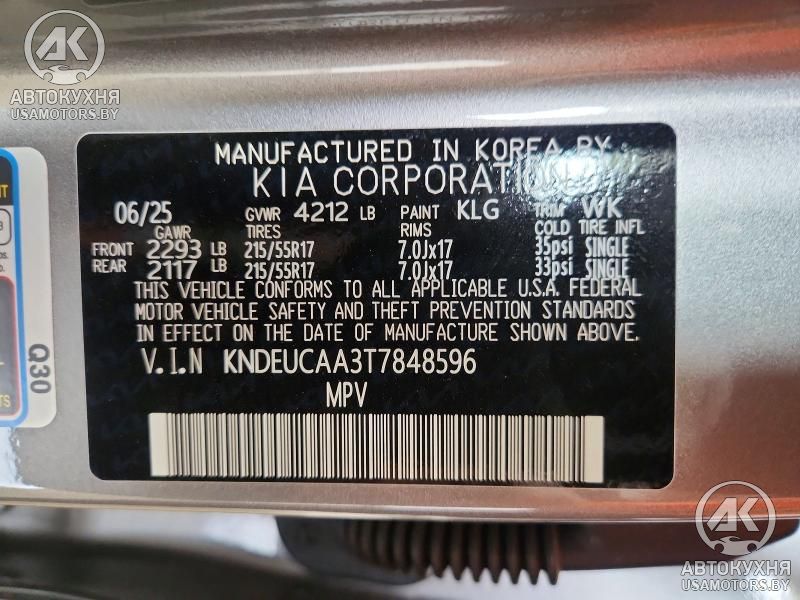 AK
АВТОКУХНЯ
USAMOTORS.BY
MANUFACTURED IN KOREA BY
KIA CORPORATION
06/25 GVWR 4212 LB PAINT KLG TRIM WK
GAWR TIRES RIMS COLD TIRE INFL
FRONT 2293 LB 215/55R17 7.0Jx17 35psi SINGLE
REAR 2117 LB 215/55R17 7.0Jx17 33psi SINGLE
THIS VEHICLE CONFORMS TO ALL APPLICABLE U.S.A. FEDERAL
MOTOR VEHICLE SAFETY AND THEFT PREVENTION STANDARDS
IN EFFECT ON THE DATE OF MANUFACTURE SHOWN ABOVE.
V.I.N KNDEUCAA3T7848596
MPV
Q30
AK
АВТОКУХНЯ
USAMOTORS.BY